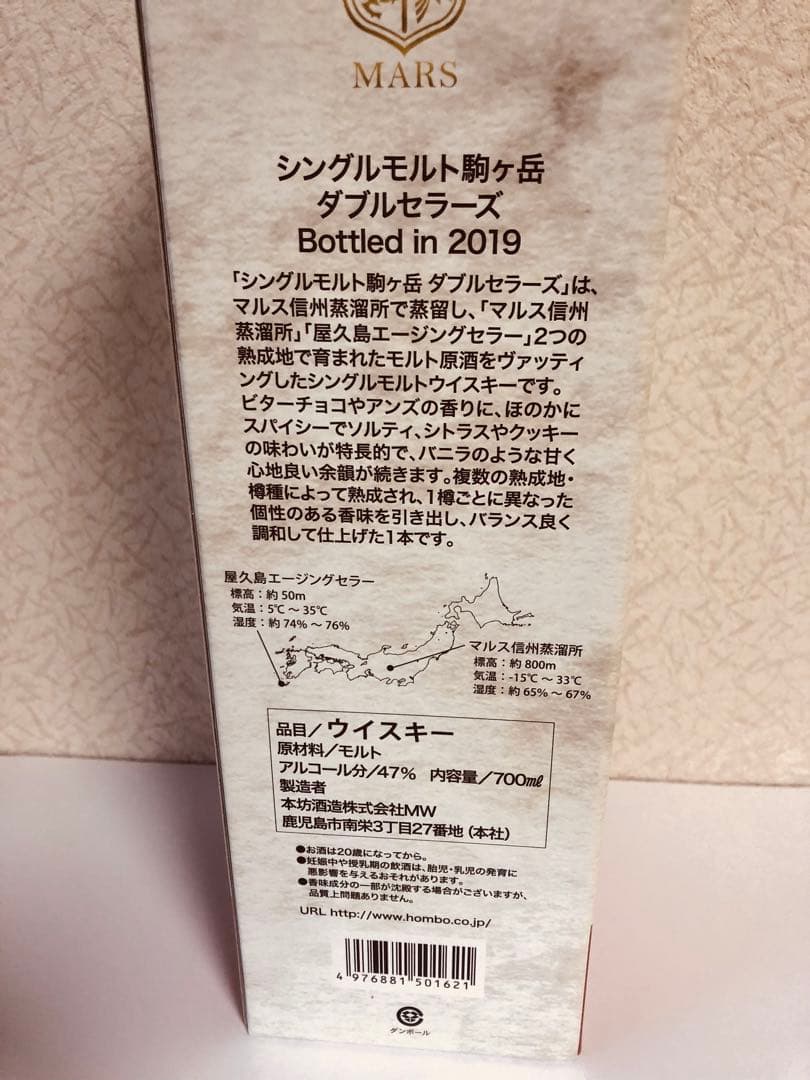 MARS
シングルモルト駒ヶ岳
ダブルセラーズ
Bottled in 2019
「シングルモルト駒ヶ岳 ダブルセラーズ」は、
マルス信州蒸溜所で蒸留し、「マルス信州
蒸溜所」「屋久島エージングセラー」2つの
熟成地で育まれたモルト原酒をヴァッティ
ングしたシングルモルトウイスキーです。
ビターチョコやアンズの香りに、ほのかに
スパイシーでソルティ、シトラスやクッキー
の味わいが特長的で、バニラのような甘く
心地良い余韻が続きます。複数の熟成地・
樽種によって熟成され、1樽ごとに異なった
個性のある香味を引き出し、バランス良く
調和して仕上げた1本です。
屋久島エージングセラー
標高：約50m
気温：5℃～35℃
湿度：約74%～76%
マルス信州蒸溜所
標高：約800m
気温：-15℃～33℃
湿度：約65%～67%
品目/ウイスキー
原材料/モルト
アルコール分/47% 内容量/700㎖
製造者
本坊酒造株式会社MW
鹿児島市南栄3丁目27番地（本社）
●お酒は20歳になってから。
●妊娠中や授乳期の飲酒は、胎児・乳児の発育に
悪影響を与えるおそれがあります。
●香味成分の一部が沈殿する場合がございますが、
品質上問題ありません。
URL http://www.hombo.co.jp/
4 976881 501621
ダンボール